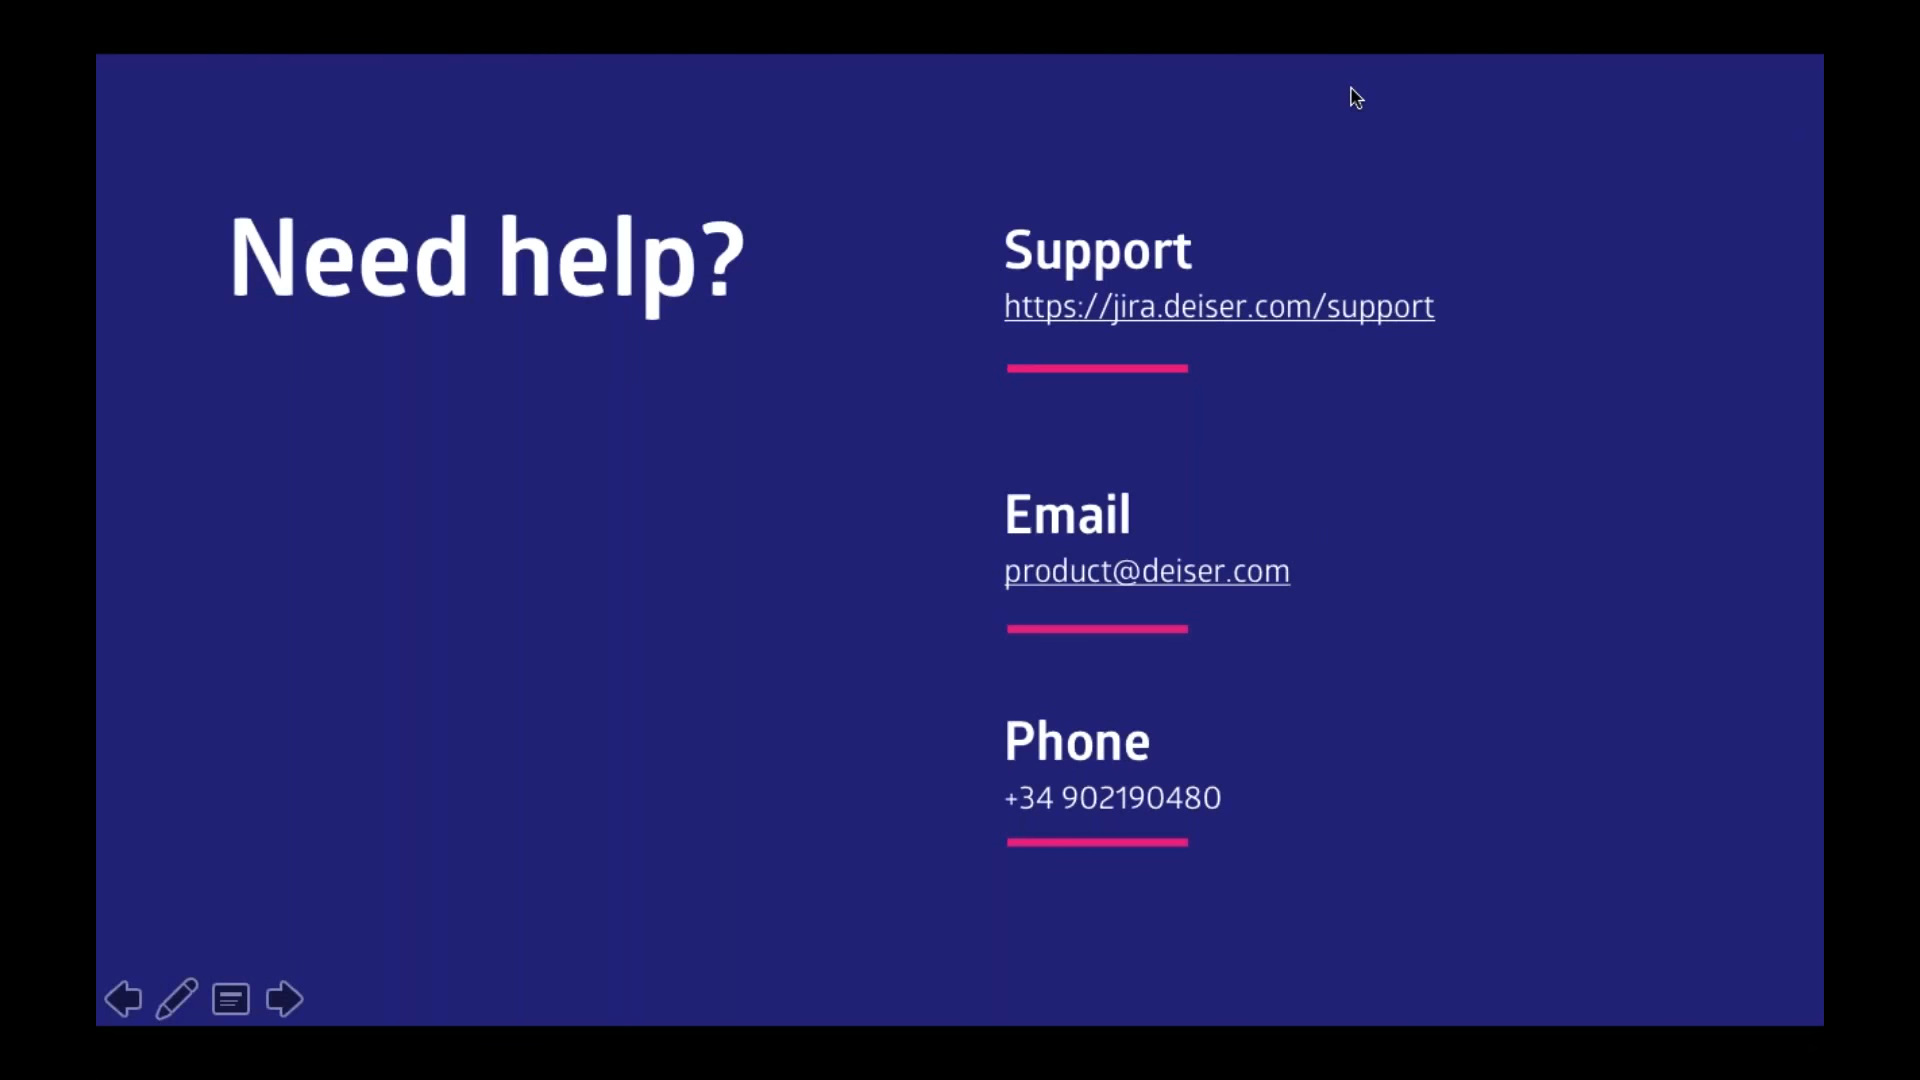 Need help?
Support
https://jira.deiser.com/support
Email
product@deiser.com
Phone
+34 902190480